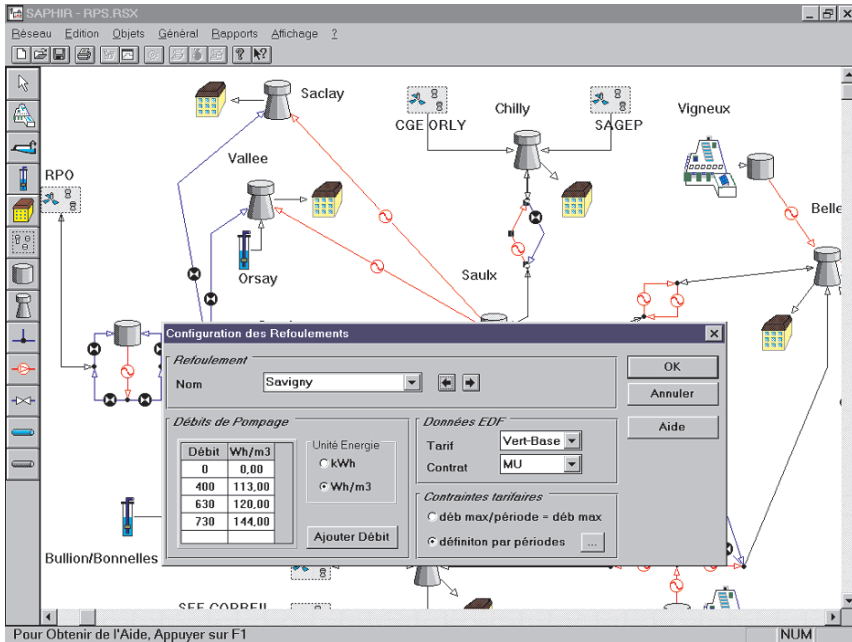 SAPHIR - RPS.RSX
Réseau Edition Objets Général Rapports Affichage ?
Saclay
CGE ORLY
Chilly
SAGEP
Vigneux
Vallee
RPO
Belle
Orsay
Saulx
Configuration des Refoulements
Refoulement
Nom Savigny
OK
Annuler
Aide
Débits de Pompage
Débit Wh/m3
0 0,00
400 113,00
630 120,00
730 144,00
Unité Energie
kWh
Wh/m3
Ajouter Débit
Données EDF
Tarif Vert-Base
Contrat MU
Contraintes tarifaires
déb max/période = déb max
définiton par périodes ...
Bullion/Bonnelles
Pour Obtenir de l'Aide, Appuyer sur F1
NUM